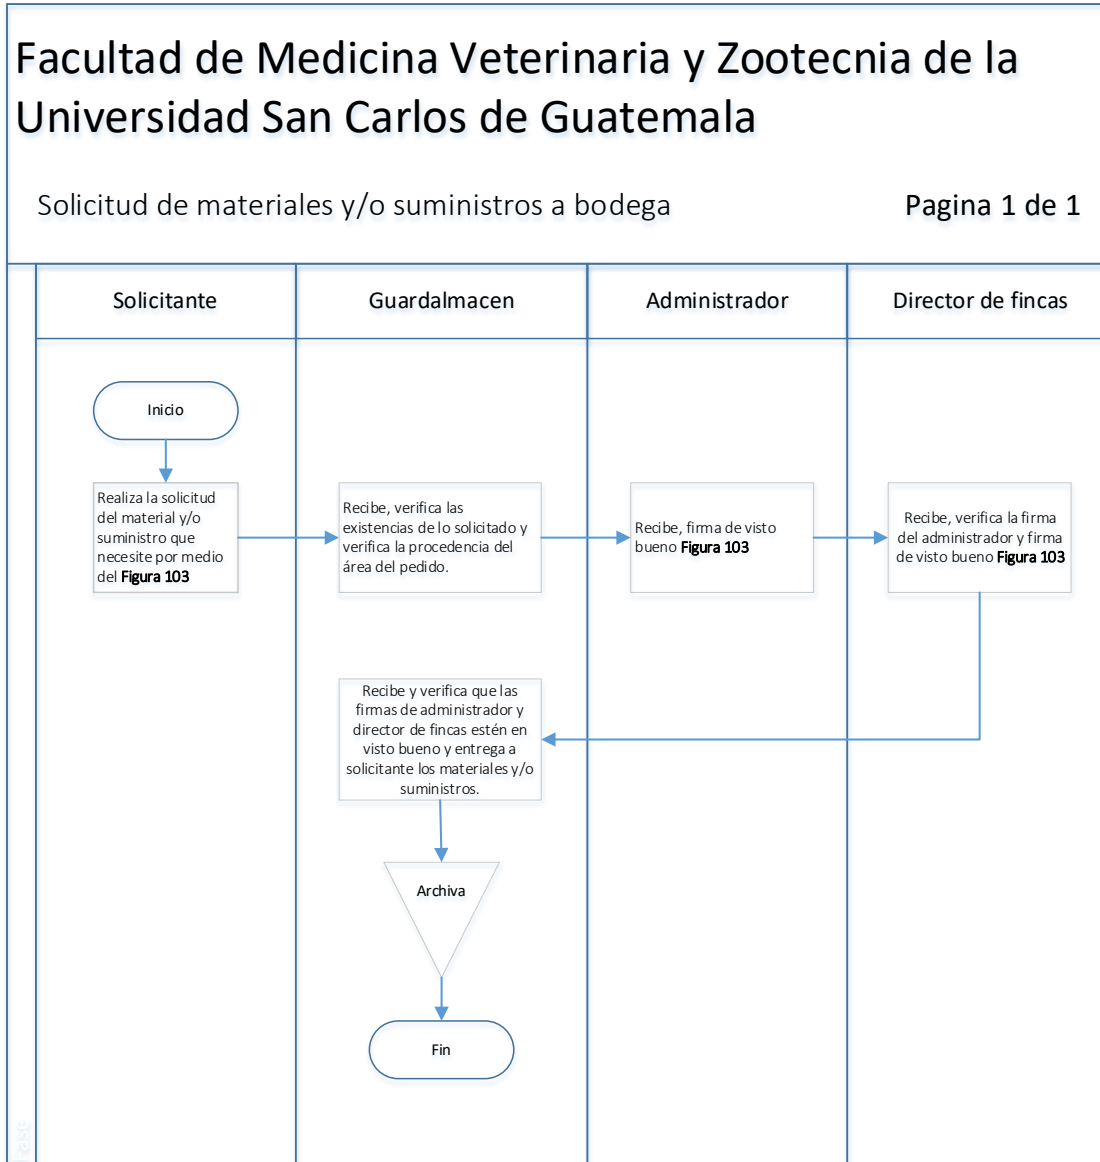 Facultad de Medicina Veterinaria y Zootecnia de la
Universidad San Carlos de Guatemala
Solicitud de materiales y/o suministros a bodega
Pagina 1 de 1
Solicitante
Guardalmacen
Administrador
Director de fincas
Inicio
Realiza la solicitud
del material y/o
suministro que
necesite por medio
del Figura 103
Recibe, verifica las
existencias de lo solicitado y
verifica la procedencia del
área del pedido.
Recibe, firma de visto
bueno Figura 103
Recibe, verifica la firma
del administrador y firma
de visto bueno Figura 103
Recibe y verifica que las
firmas de administrador y
director de fincas estén en
visto bueno y entrega a
solicitante los materiales y/o
suministros.
Archiva
Fin
Fase